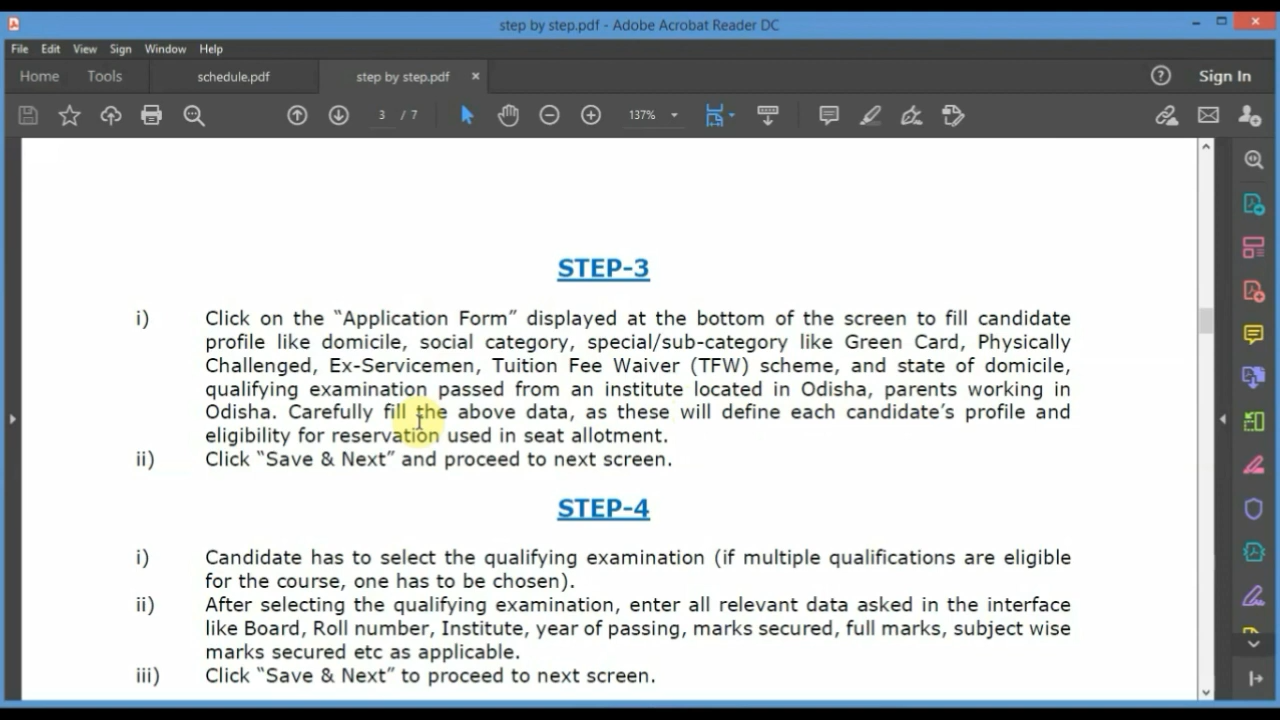 step by step.pdf - Adobe Acrobat Reader DC
File Edit View Sign Window Help
Home Tools schedule.pdf step by step.pdf × ? Sign In
3 / 7 137%
STEP-3
i) Click on the “Application Form” displayed at the bottom of the screen to fill candidate
profile like domicile, social category, special/sub-category like Green Card, Physically
Challenged, Ex-Servicemen, Tuition Fee Waiver (TFW) scheme, and state of domicile,
qualifying examination passed from an institute located in Odisha, parents working in
Odisha. Carefully fill the above data, as these will define each candidate’s profile and
eligibility for reservation used in seat allotment.
ii) Click “Save & Next” and proceed to next screen.
STEP-4
i) Candidate has to select the qualifying examination (if multiple qualifications are eligible
for the course, one has to be chosen).
ii) After selecting the qualifying examination, enter all relevant data asked in the interface
like Board, Roll number, Institute, year of passing, marks secured, full marks, subject wise
marks secured etc as applicable.
iii) Click “Save & Next” to proceed to next screen.